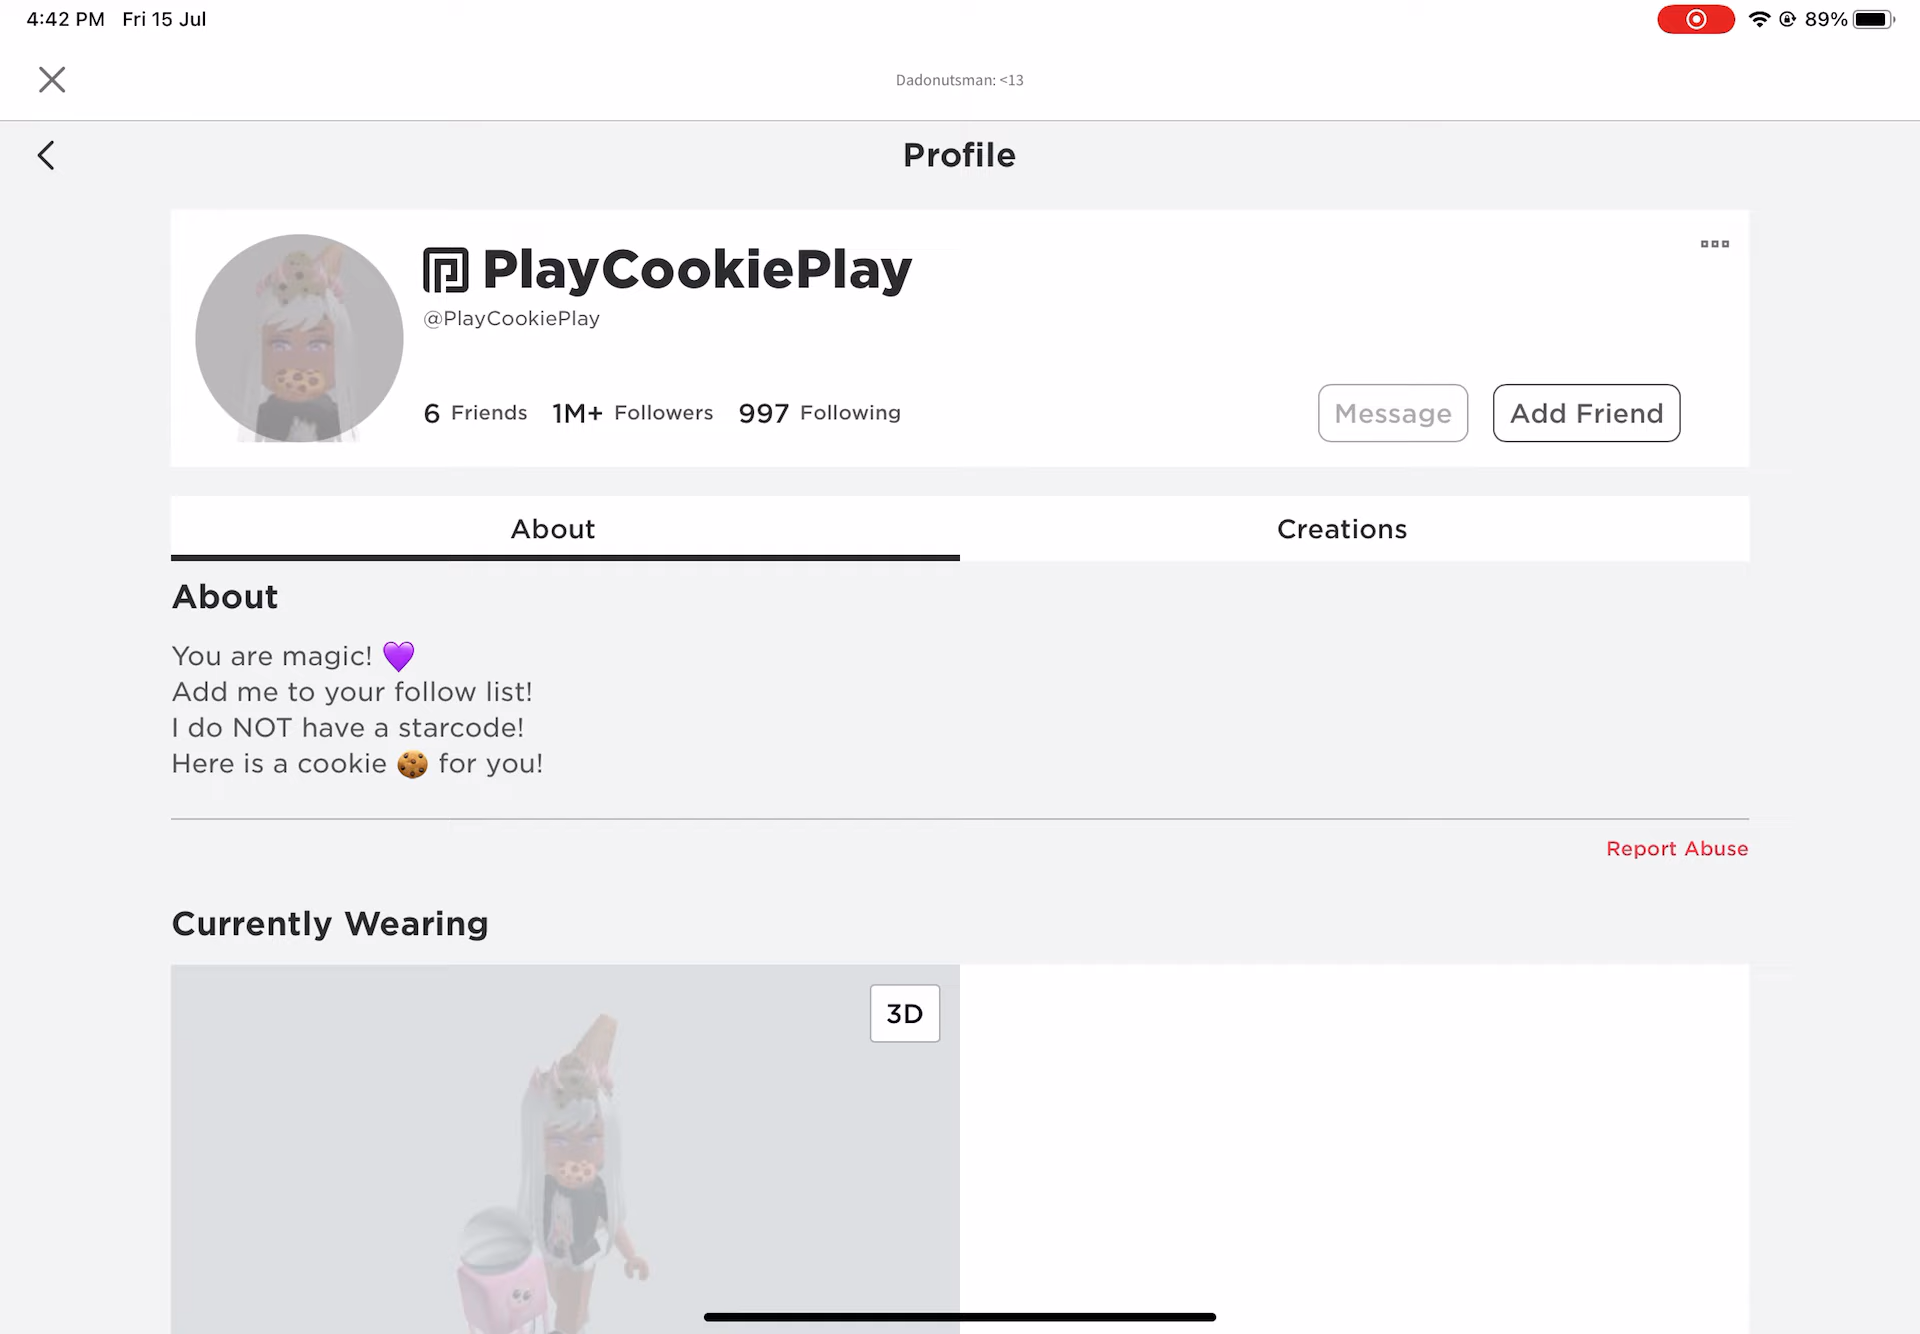 4:42 PM Fri 15 Jul
89%
Dadonutsman: <13
Profile
PlayCookiePlay
@PlayCookiePlay
6 Friends 1M+ Followers 997 Following
Message Add Friend
About Creations
About
You are magic! 💜
Add me to your follow list!
I do NOT have a starcode!
Here is a cookie 🍪 for you!
Report Abuse
Currently Wearing
3D